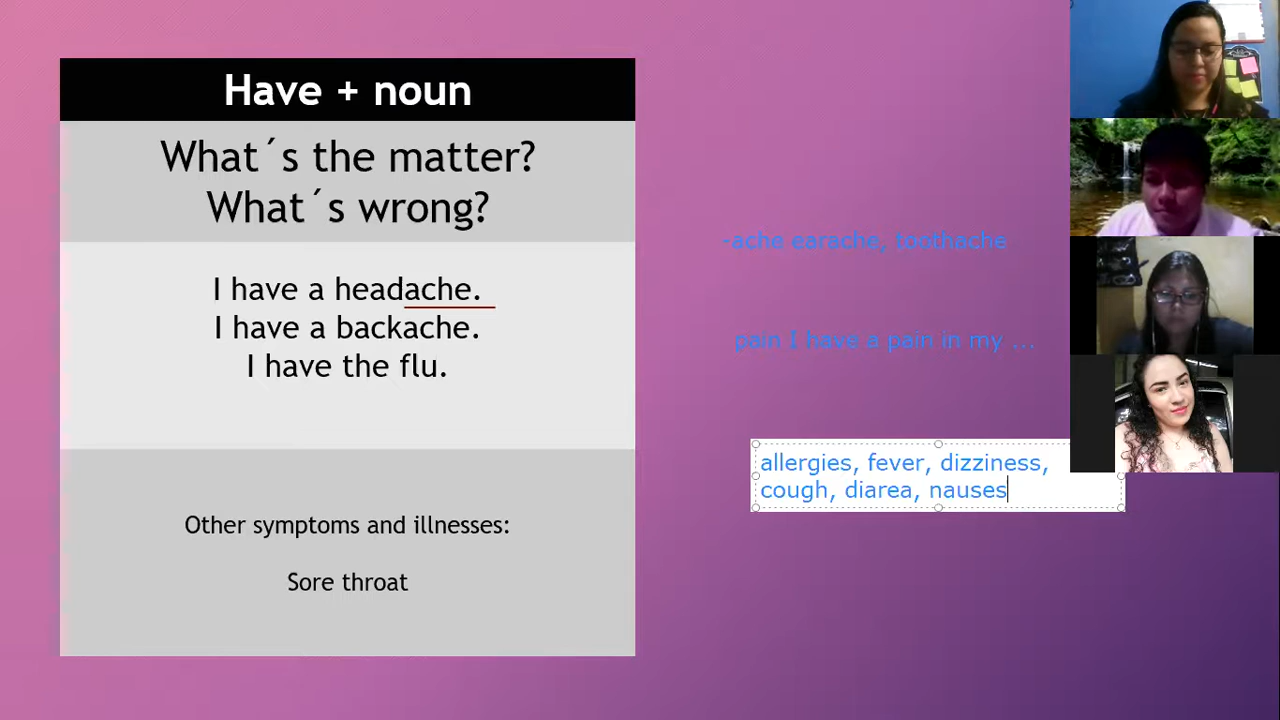 Have + noun
What´s the matter?
What´s wrong?
I have a headache.
I have a backache.
I have the flu.
Other symptoms and illnesses:
Sore throat
-ache earache, toothache
pain I have a pain in my ...
allergies, fever, dizziness,
cough, diarea, nauses